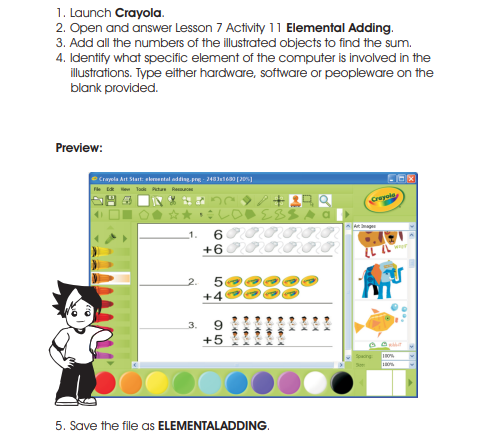 1. Launch Crayola.
2. Open and answer Lesson 7 Activity 11 Elemental Adding.
3. Add all the numbers of the illustrated objects to find the sum.
4. Identify what specific element of the computer is involved in the
illustrations. Type either hardware, software or peopleware on the
blank provided.
Preview:
Crayola Art Start: elemental adding.png - 2483x1600 [20%]
File Edit View Tools Picture Resources
Crayola
Art Images
1. 6
+6
2. 5
+4
3. 9
+5
Spacing 100%
Size 100%
5. Save the file as ELEMENTALADDING.